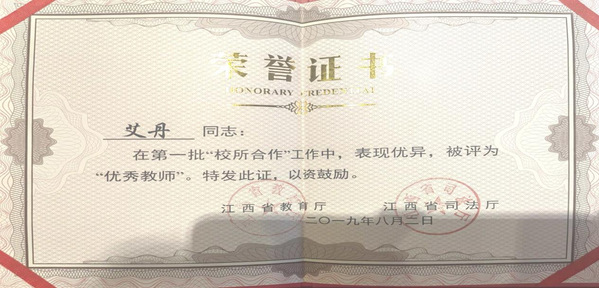 荣誉证书
HONORARY CREDENTIAL
艾丹 同志：
在第一批“校所合作”工作中，表现优异，被评为
“优秀教师”。特发此证，以资鼓励。
江西省教育厅 江西省司法厅
二〇一九年八月二日